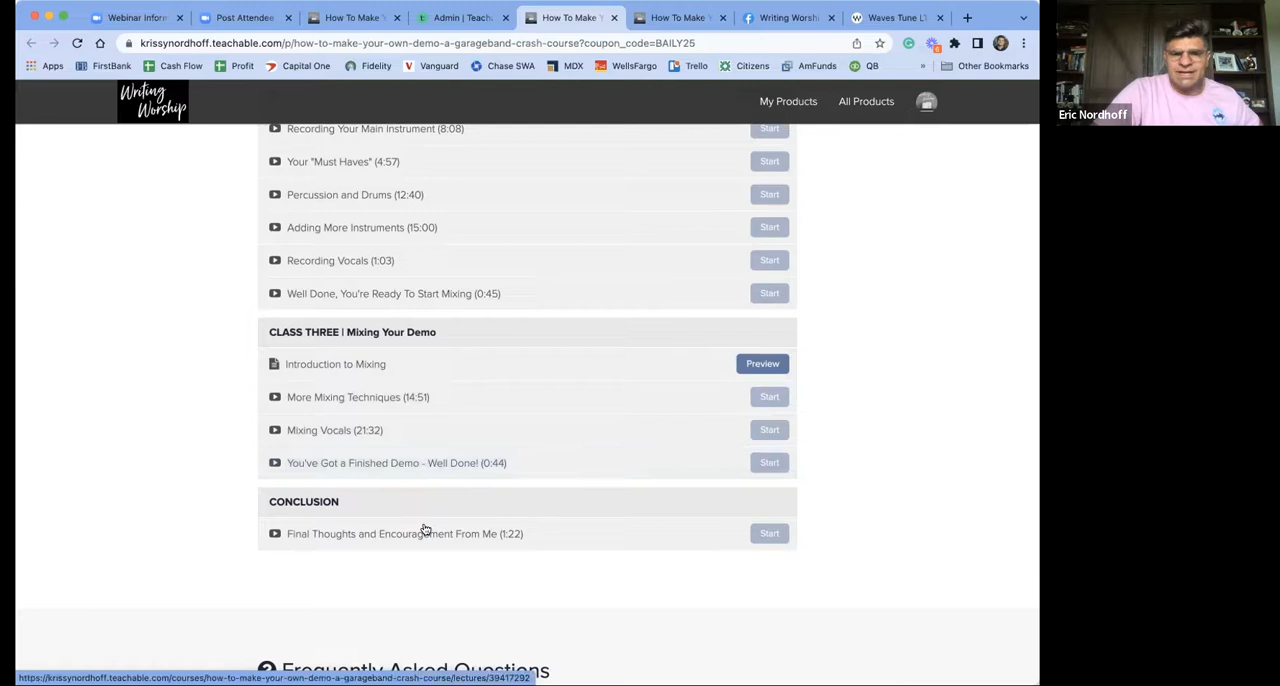 Webinar Inform
Post Attendee
How To Make Y
Admin | Teach
How To Make Y
How To Make Y
Writing Worshi
Waves Tune LT
krissynordhoff.teachable.com/p/how-to-make-your-own-demo-a-garageband-crash-course?coupon_code=BAILY25
Apps
FirstBank
Cash Flow
Profit
Capital One
Fidelity
Vanguard
Chase SWA
MDX
WellsFargo
Trello
Citizens
AmFunds
QB
»
Other Bookmarks
Writing
Worship
My Products
All Products
Eric Nordhoff
Recording Your Main Instrument (8:08)
Start
Your "Must Haves" (4:57)
Start
Percussion and Drums (12:40)
Start
Adding More Instruments (15:00)
Start
Recording Vocals (1:03)
Start
Well Done, You're Ready To Start Mixing (0:45)
Start
CLASS THREE | Mixing Your Demo
Introduction to Mixing
Preview
More Mixing Techniques (14:51)
Start
Mixing Vocals (21:32)
Start
You've Got a Finished Demo - Well Done! (0:44)
Start
CONCLUSION
Final Thoughts and Encouragement From Me (1:22)
Start
Frequently Asked Questions
https://krissynordhoff.teachable.com/courses/how-to-make-your-own-demo-a-garageband-crash-course/lectures/39417292